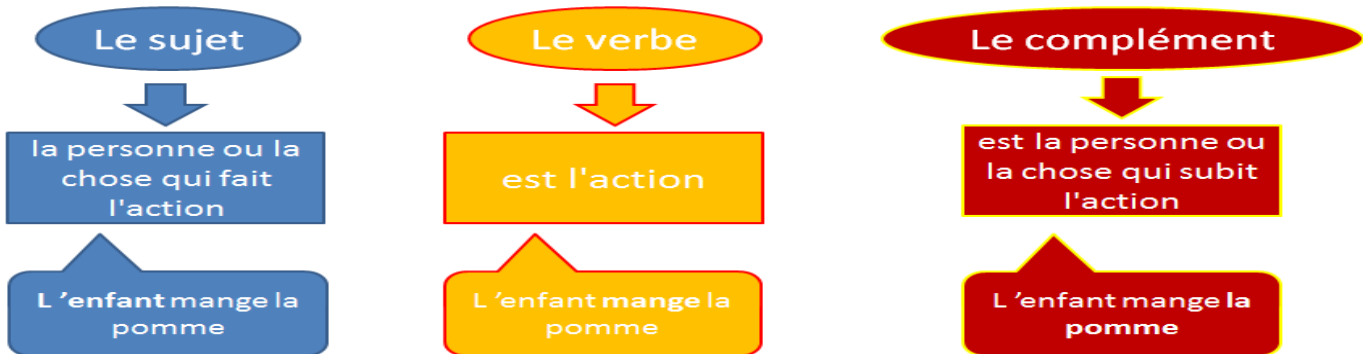 Le sujet
la personne ou la
chose qui fait
l'action
L 'enfant mange la
pomme
Le verbe
est l'action
L 'enfant mange la
pomme
Le complément
est la personne ou
la chose qui subit
l'action
L 'enfant mange la
pomme